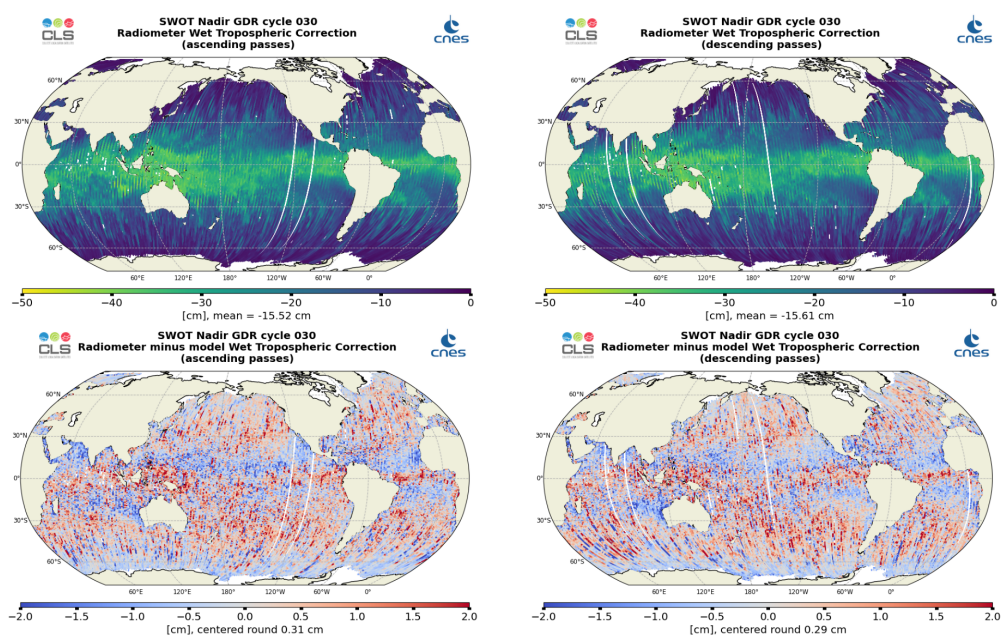 SWOT Nadir GDR cycle 030
Radiometer Wet Tropospheric Correction
(ascending passes)
CLS
cnes
60°N
30°N
0°
30°S
60°S
60°E 120°E 180° 120°W 60°W 0°
−50 −40 −30 −20 −10 0
[cm], mean = -15.52 cm
SWOT Nadir GDR cycle 030
Radiometer Wet Tropospheric Correction
(descending passes)
CLS
cnes
60°N
30°N
0°
30°S
60°S
60°E 120°E 180° 120°W 60°W 0°
−50 −40 −30 −20 −10 0
[cm], mean = -15.61 cm
SWOT Nadir GDR cycle 030
Radiometer minus model Wet Tropospheric Correction
(ascending passes)
CLS
cnes
60°N
30°N
0°
30°S
60°S
60°E 120°E 180° 120°W 60°W 0°
−2.0 −1.5 −1.0 −0.5 0.0 0.5 1.0 1.5 2.0
[cm], centered round 0.31 cm
SWOT Nadir GDR cycle 030
Radiometer minus model Wet Tropospheric Correction
(descending passes)
CLS
cnes
60°N
30°N
0°
30°S
60°S
60°E 120°E 180° 120°W 60°W 0°
−2.0 −1.5 −1.0 −0.5 0.0 0.5 1.0 1.5 2.0
[cm], centered round 0.29 cm